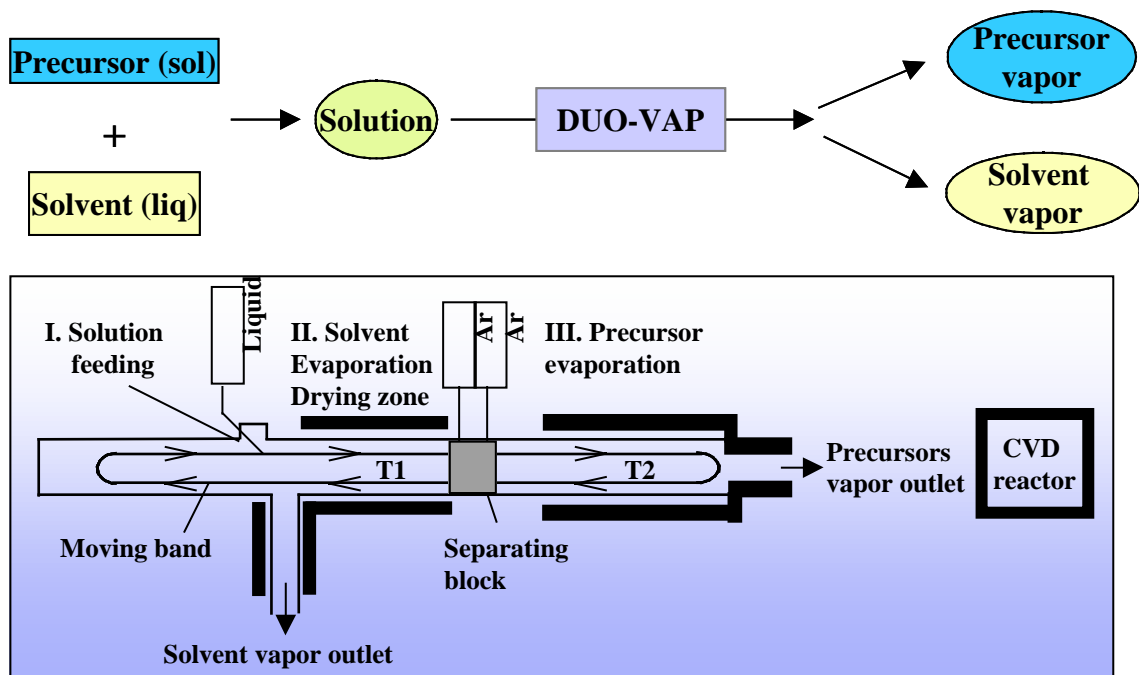 Precursor (sol)
+
Solvent (liq)
Solution
DUO-VAP
Precursor
vapor
Solvent
vapor
I. Solution
feeding
Liquid
II. Solvent
Evaporation
Drying zone
Ar
Ar
III. Precursor
evaporation
T1
T2
Precursors
vapor outlet
CVD
reactor
Moving band
Separating
block
Solvent vapor outlet